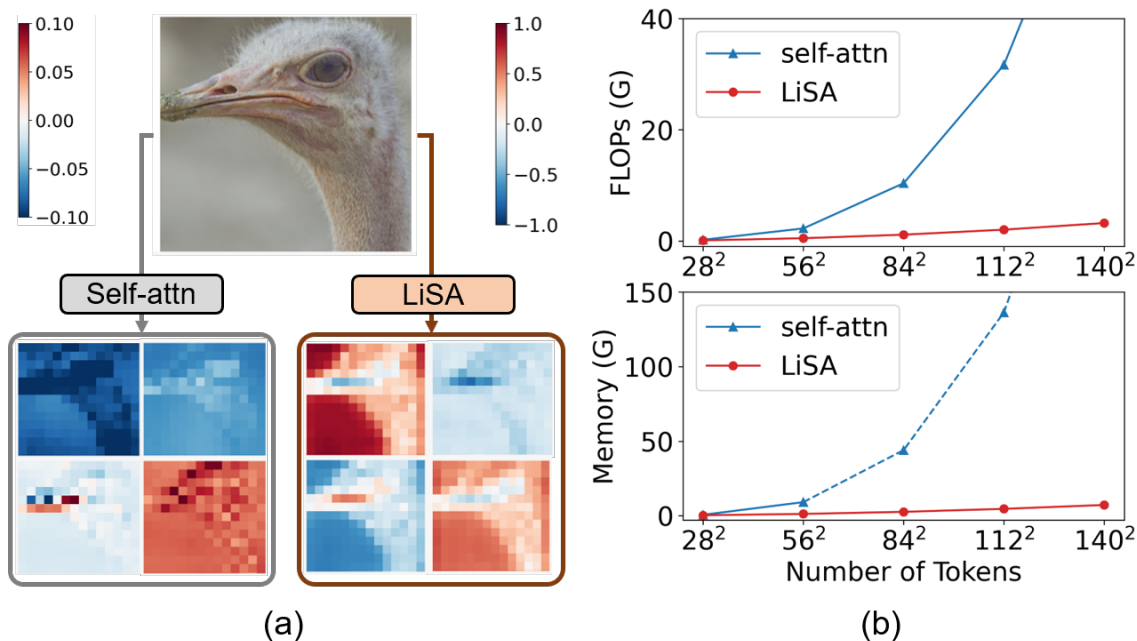 0.10
0.05
0.00
−0.05
−0.10
1.0
0.5
0.0
−0.5
−1.0
Self-attn
LiSA
(a)
40
20
0
FLOPs (G)
self-attn
LiSA
28² 56² 84² 112² 140²
150
100
50
0
Memory (G)
self-attn
LiSA
28² 56² 84² 112² 140²
Number of Tokens
(b)